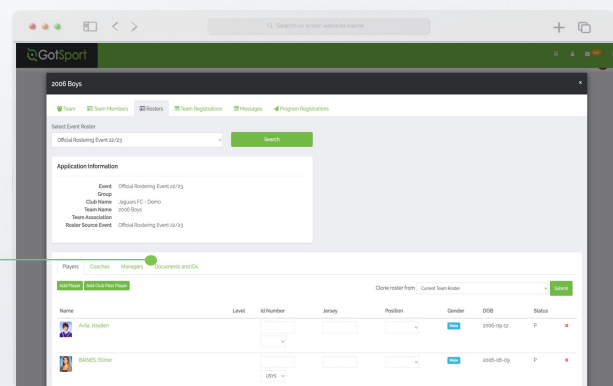 Search or enter website name
GotSport
2006 Boys ×
Team Team Members Rosters Team Registrations Messages Program Registrations
Select Event Roster
Official Rostering Event 22/23 Search
Application Information
Event Official Rostering Event 22/23
Group
Club Name Jaguars FC - Demo
Team Name 2006 Boys
Team Association
Roster Source Event Official Rostering Event 22/23
Players Coaches Managers Documents and IDs
Add Player Add Club Pass Player Clone roster from Current Team Roster Submit
Name Level Id Number Jersey Position Gender DOB Status
Avila, Hayden Male 2006-09-12 P ×
BAINES, Elinor Male 2006-06-09 P ×
USYS